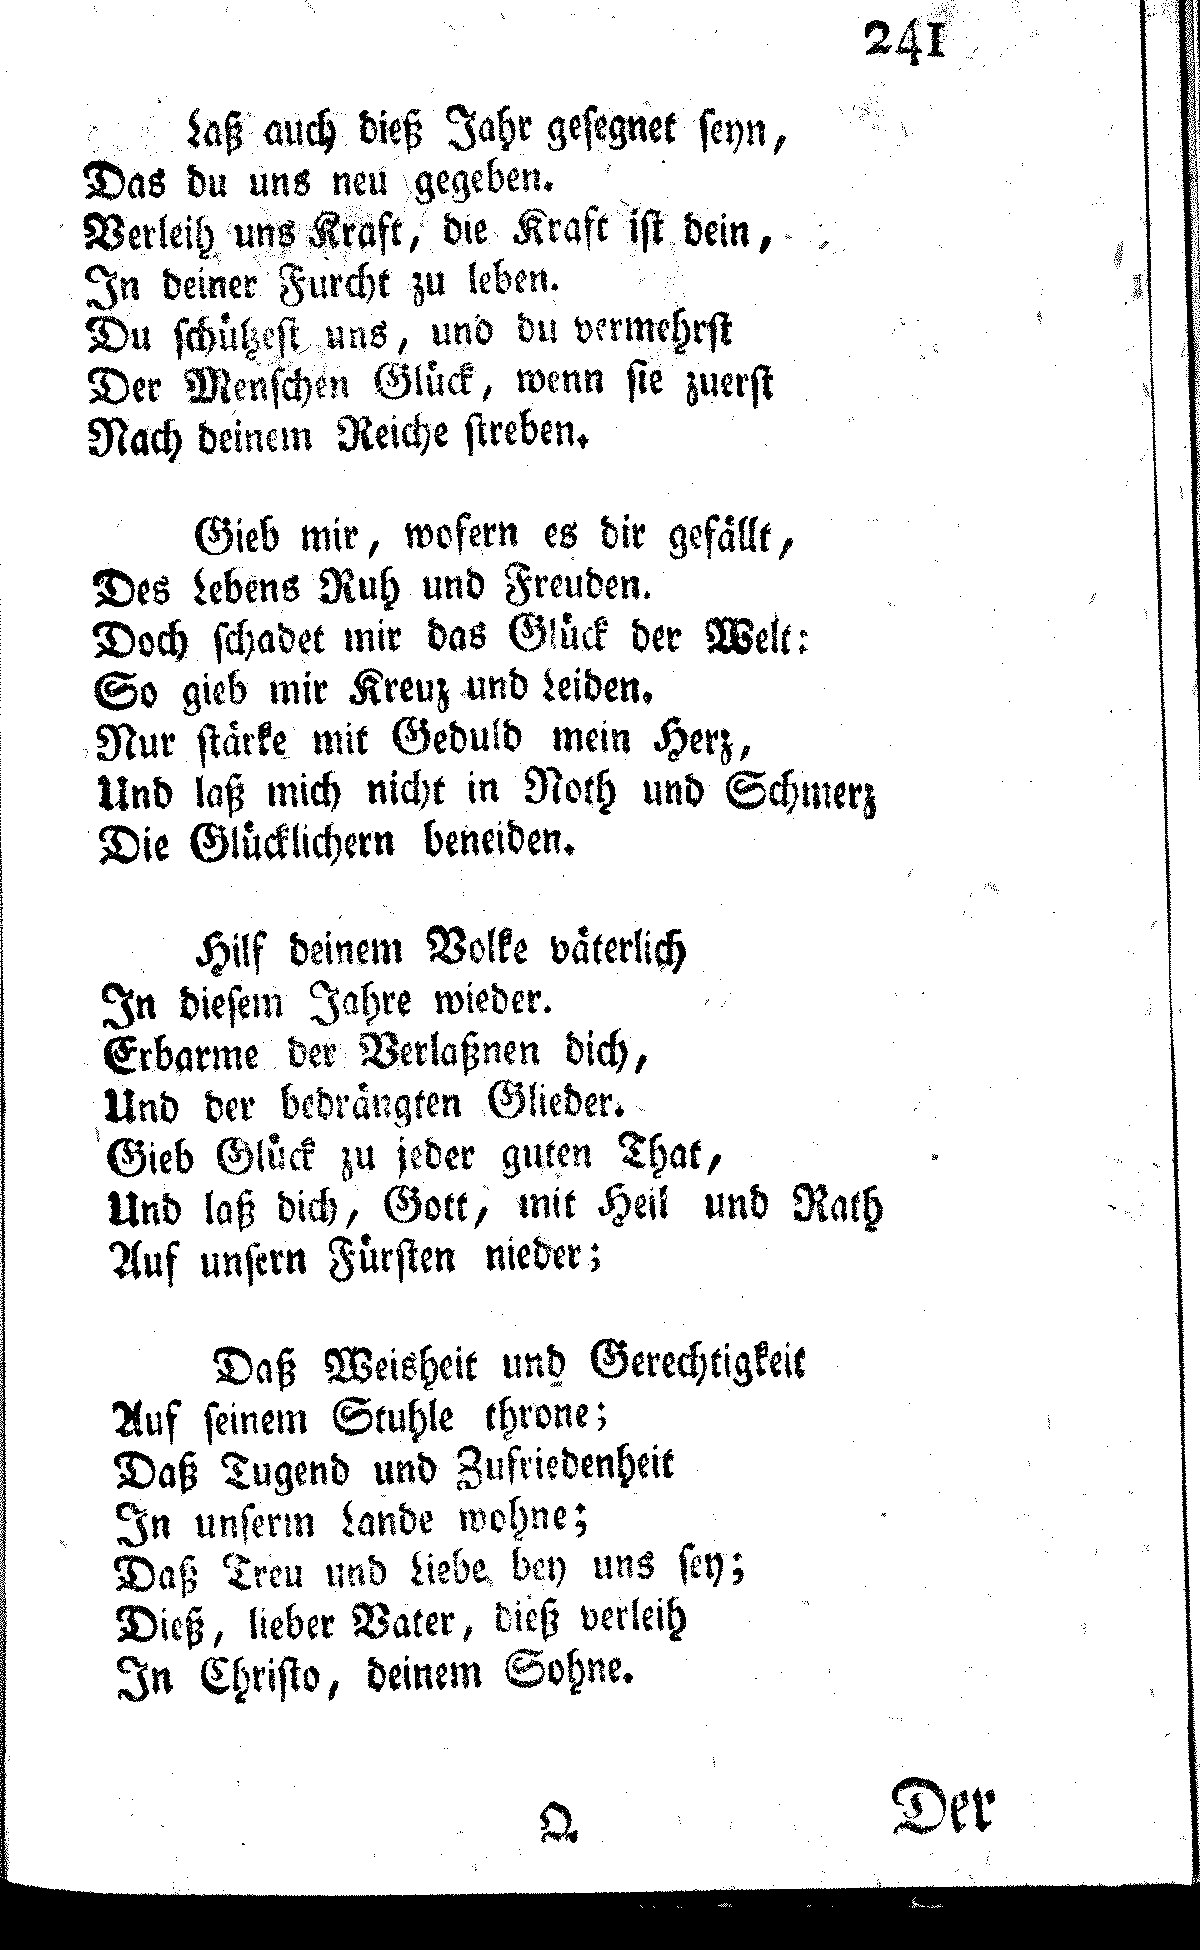 241
Laß auch dieß Jahr gesegnet seyn,
Das du uns neu gegeben.
Verleih uns Kraft, die Kraft ist dein,
In deiner Furcht zu leben.
Du schützest uns, und du vermehrst
Der Menschen Glück, wenn sie zuerst
Nach deinem Reiche streben.
Gieb mir, wofern es dir gefällt,
Des Lebens Ruh und Freuden.
Doch schadet mir das Glück der Welt:
So gieb mir Kreuz und Leiden.
Nur stärke mit Geduld mein Herz,
Und laß mich nicht in Noth und Schmerz
Die Glücklichern beneiden.
Hilf deinem Volke väterlich
In diesem Jahre wieder.
Erbarme der Verlaßnen dich,
Und der bedrängten Glieder.
Gieb Glück zu jeder guten That,
Und laß dich, Gott, mit Heil und Rath
Auf unsern Fürsten nieder;
Daß Weisheit und Gerechtigkeit
Auf seinem Stuhle throne;
Daß Tugend und Zufriedenheit
In unserm Lande wohne;
Daß Treu und Liebe bey uns sey;
Dieß, lieber Vater, dieß verleih
In Christo, deinem Sohne.
Q
Der